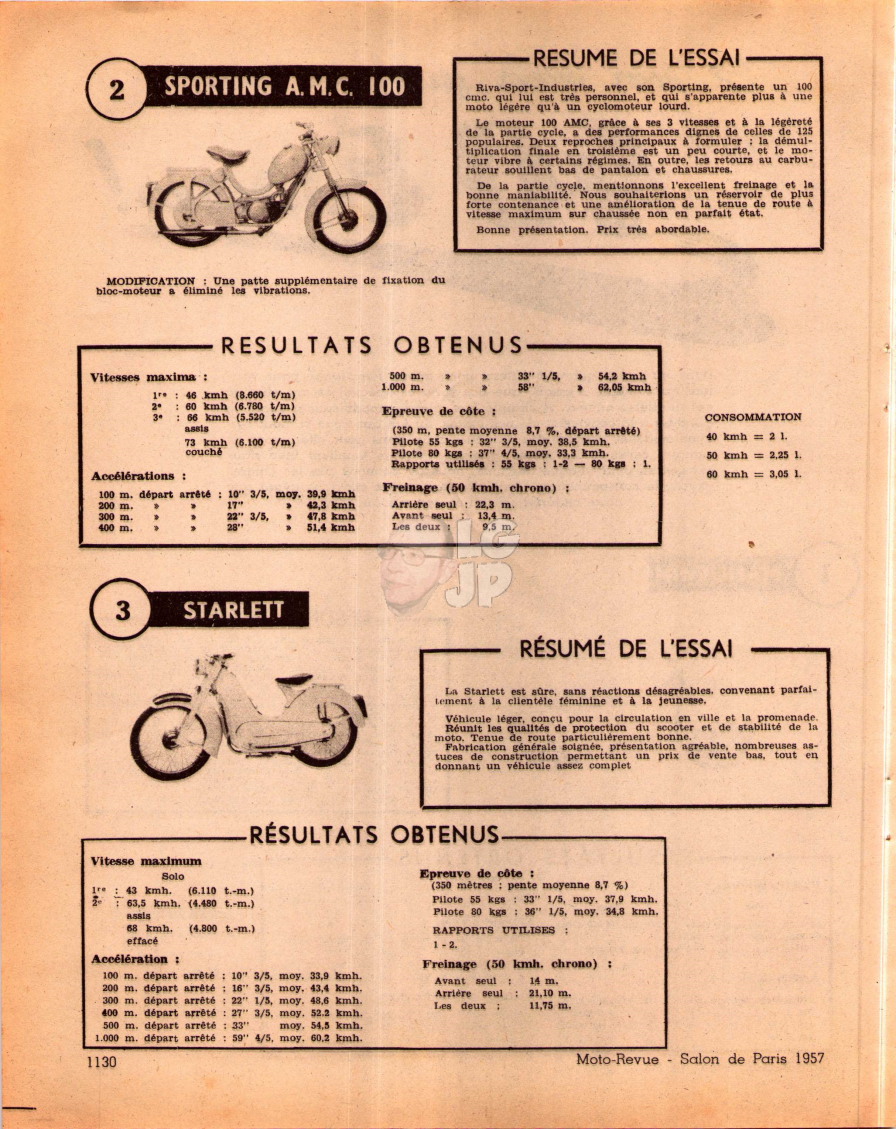 2 SPORTING A.M.C. 100
RESUME DE L'ESSAI
Riva-Sport-Industries, avec son Sporting, présente un 100
cmc. qui lui est très personnel, et qui s'apparente plus à une
moto légère qu'à un cyclomoteur lourd.
Le moteur 100 AMC, grâce à ses 3 vitesses et à la légèreté
de la partie cycle, a des performances dignes de celles de 125
populaires. Deux reproches principaux à formuler : la démul-
tiplication finale en troisième est un peu courte, et le mo-
teur vibre à certains régimes. En outre, les retours au carbu-
rateur souillent bas de pantalon et chaussures.
De la partie cycle, mentionnons l'excellent freinage et la
bonne maniabilité. Nous souhaiterions un réservoir de plus
forte contenance et une amélioration de la tenue de route à
vitesse maximum sur chaussée non en parfait état.
Bonne présentation. Prix très abordable.
MODIFICATION : Une patte supplémentaire de fixation du
bloc-moteur a éliminé les vibrations.
RESULTATS OBTENUS
Vitesses maxima :
1re : 46 kmh (8.660 t/m)
2e : 60 kmh (6.780 t/m)
3e : 66 kmh (5.520 t/m)
assis
73 kmh (6.100 t/m)
couché
Accélérations :
100 m. départ arrêté : 10'' 3/5, moy. 39,9 kmh
200 m. » » 17'' » 42,3 kmh
300 m. » » 22'' 3/5, » 47,8 kmh
400 m. » » 28'' » 51,4 kmh
500 m. » » 33'' 1/5, » 54,2 kmh
1.000 m. » » 58'' » 62,05 kmh
Epreuve de côte :
(350 m, pente moyenne 8,7 %, départ arrêté)
Pilote 55 kgs : 32'' 3/5, moy. 38,5 kmh.
Pilote 80 kgs : 37'' 4/5, moy. 33,3 kmh.
Rapports utilisés : 55 kgs : 1-2 — 80 kgs : 1.
Freinage (50 kmh. chrono) :
Arrière seul : 22,3 m.
Avant seul : 13,4 m.
Les deux : 9,5 m.
CONSOMMATION
40 kmh = 2 l.
50 kmh = 2,25 l.
60 kmh = 3,05 l.
LG
JP
3 STARLETT
RÉSUMÉ DE L'ESSAI
La Starlett est sûre, sans réactions désagréables, convenant parfai-
tement à la clientèle féminine et à la jeunesse.
Véhicule léger, conçu pour la circulation en ville et la promenade.
Réunit les qualités de protection du scooter et de stabilité de la
moto. Tenue de route particulièrement bonne.
Fabrication générale soignée, présentation agréable, nombreuses as-
tuces de construction permettant un prix de vente bas, tout en
donnant un véhicule assez complet
RÉSULTATS OBTENUS
Vitesse maximum
Solo
1re : 43 kmh. (6.110 t.-m.)
2e : 63,5 kmh. (4.480 t.-m.)
assis
68 kmh. (4.800 t.-m.)
effacé
Accélération :
100 m. départ arrêté : 10'' 3/5, moy. 33,9 kmh.
200 m. départ arrêté : 16'' 3/5, moy. 43,4 kmh.
300 m. départ arrêté : 22'' 1/5, moy. 48,6 kmh.
400 m. départ arrêté : 27'' 3/5, moy. 52.2 kmh.
500 m. départ arrêté : 33'' moy. 54,5 kmh.
1.000 m. départ arrêté : 59'' 4/5, moy. 60,2 kmh.
Epreuve de côte :
(350 mètres ; pente moyenne 8,7 %)
Pilote 55 kgs : 33'' 1/5, moy. 37,9 kmh.
Pilote 80 kgs : 36'' 1/5, moy. 34,8 kmh.
RAPPORTS UTILISES :
1 - 2.
Freinage (50 kmh. chrono) :
Avant seul : 14 m.
Arrière seul : 21,10 m.
Les deux : 11,75 m.
1130
Moto-Revue - Salon de Paris 1957